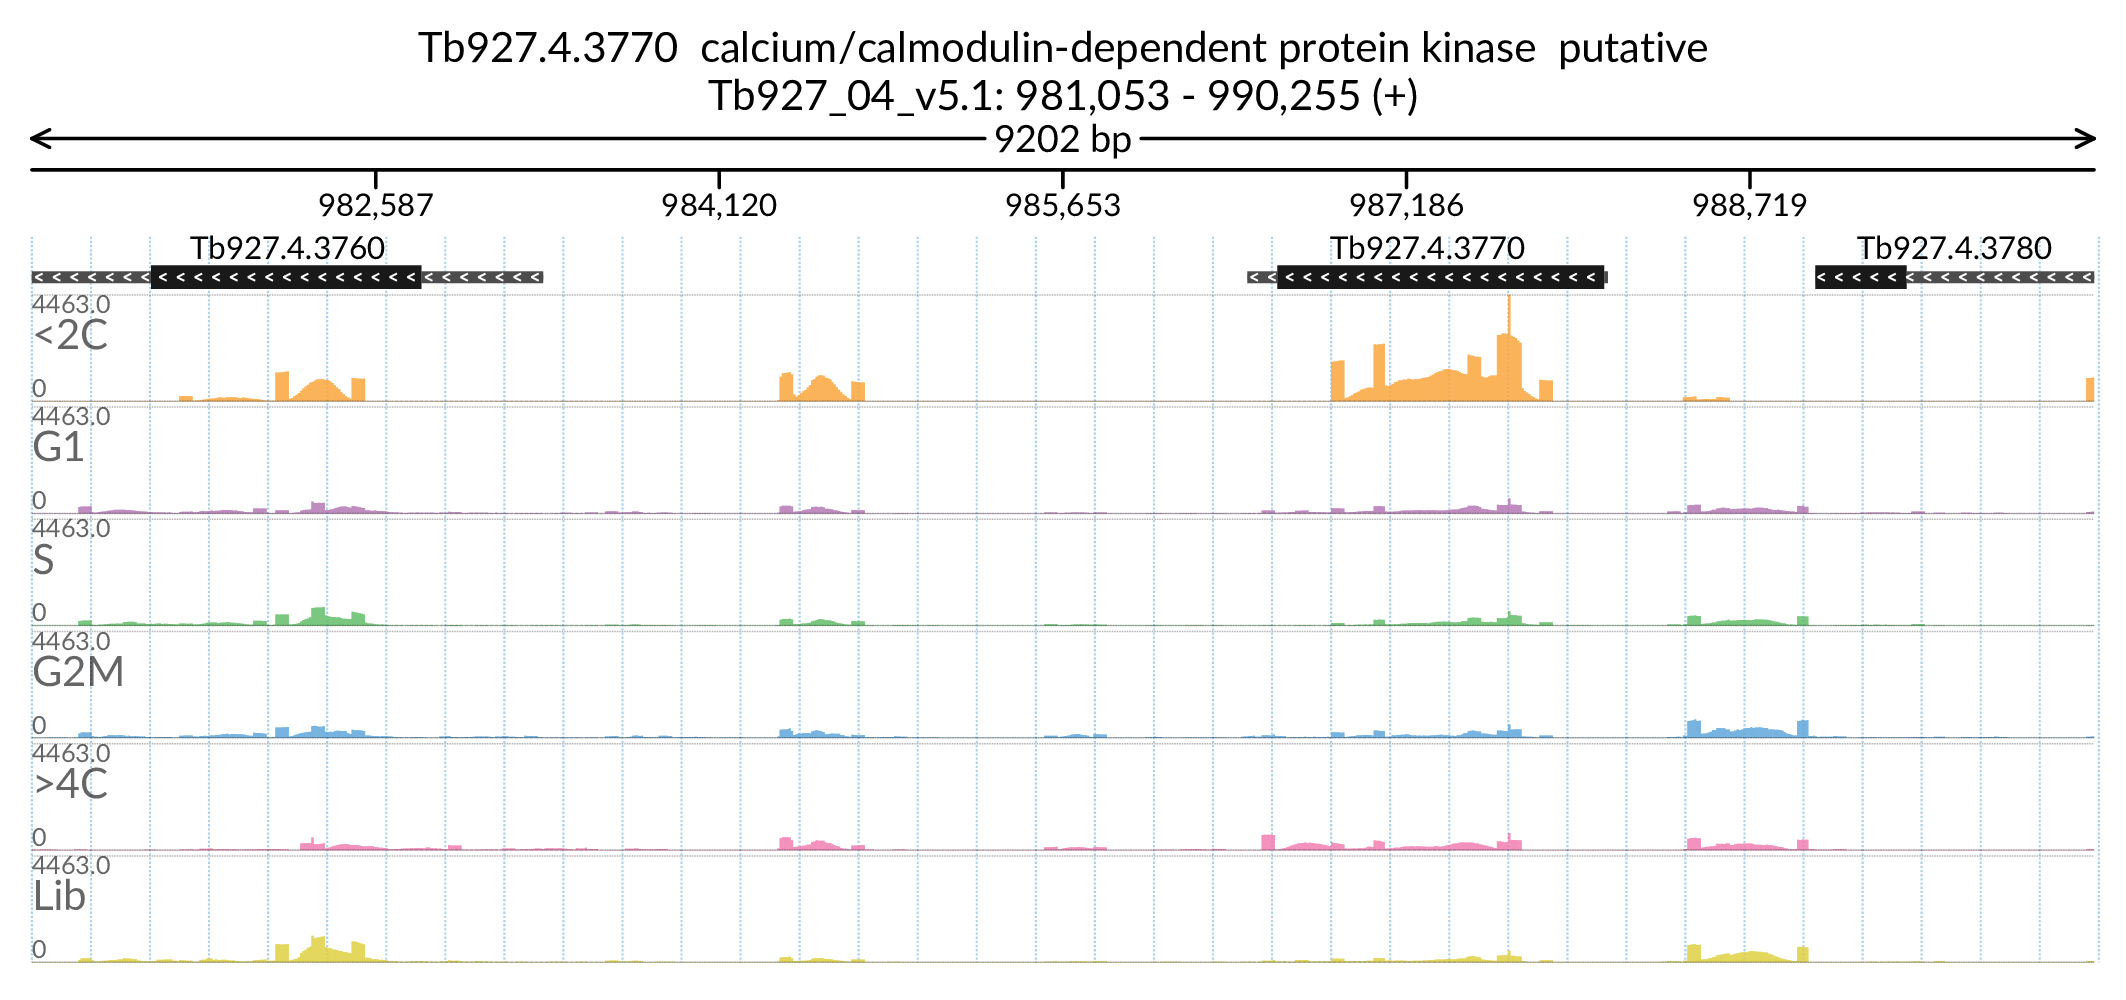 Tb927.4.3770  calcium/calmodulin-dependent protein kinase  putative
Tb927_04_v5.1: 981,053 - 990,255 (+)
9202 bp
982,587 984,120 985,653 987,186 988,719
Tb927.4.3760 Tb927.4.3770 Tb927.4.3780
4463.0
<2C
0
4463.0
G1
0
4463.0
S
0
4463.0
G2M
0
4463.0
>4C
0
4463.0
Lib
0